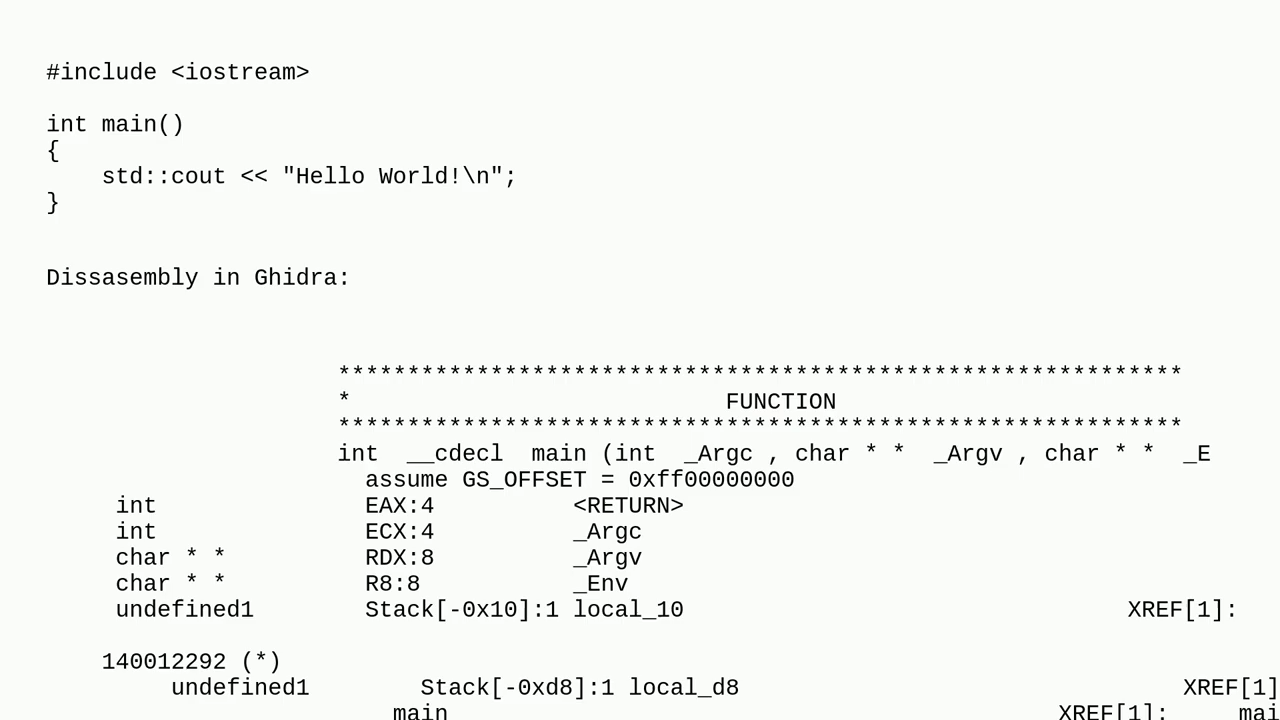 #include <iostream>
int main()
{
    std::cout << "Hello World!\n";
}
Dissasembly in Ghidra:
*************************************************************
*                           FUNCTION
*************************************************************
int  __cdecl  main (int  _Argc , char * *  _Argv , char * *  _E
assume GS_OFFSET = 0xff00000000
int               EAX:4          <RETURN>
int               ECX:4          _Argc
char * *          RDX:8          _Argv
char * *          R8:8           _Env
undefined1        Stack[-0x10]:1 local_10                                XREF[1]:
140012292 (*)
undefined1        Stack[-0xd8]:1 local_d8                                XREF[1]
main                                            XREF[1]:     mai